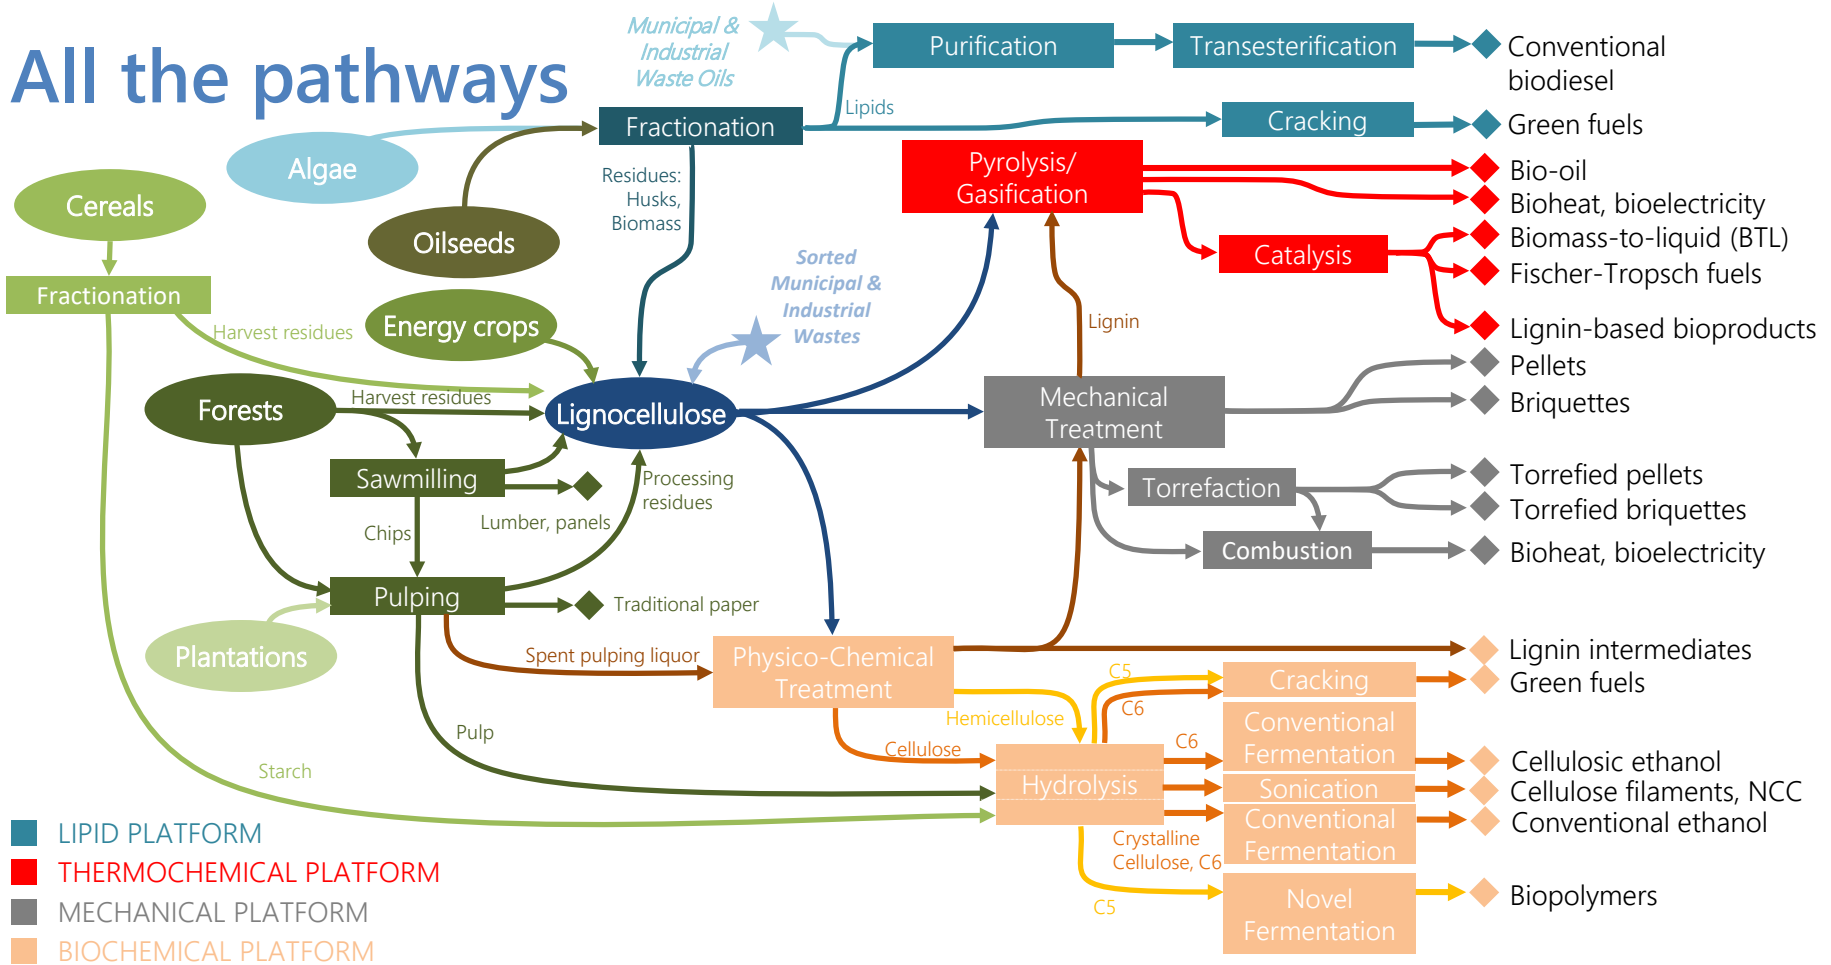 All the pathways
Municipal &
Industrial
Waste Oils
Purification
Transesterification
Conventional
biodiesel
Lipids
Fractionation
Cracking
Green fuels
Algae
Residues:
Husks,
Biomass
Pyrolysis/
Gasification
Bio-oil
Bioheat, bioelectricity
Cereals
Oilseeds
Catalysis
Biomass-to-liquid (BTL)
Fischer-Tropsch fuels
Lignin-based bioproducts
Sorted
Municipal &
Industrial
Wastes
Fractionation
Harvest residues
Energy crops
Lignin
Pellets
Briquettes
Forests
Harvest residues
Lignocellulose
Mechanical
Treatment
Sawmilling
Lumber, panels
Processing
residues
Torrefaction
Torrefied pellets
Torrefied briquettes
Chips
Combustion
Bioheat, bioelectricity
Pulping
Traditional paper
Plantations
Spent pulping liquor
Physico-Chemical
Treatment
Lignin intermediates
C5
Cracking
Green fuels
C6
Hemicellulose
Pulp
Cellulose
C6
Conventional
Fermentation
Cellulosic ethanol
Starch
Hydrolysis
Sonication
Cellulose filaments, NCC
Conventional
Fermentation
Conventional ethanol
Crystalline
Cellulose, C6
C5
Novel
Fermentation
Biopolymers
LIPID PLATFORM
THERMOCHEMICAL PLATFORM
MECHANICAL PLATFORM
BIOCHEMICAL PLATFORM